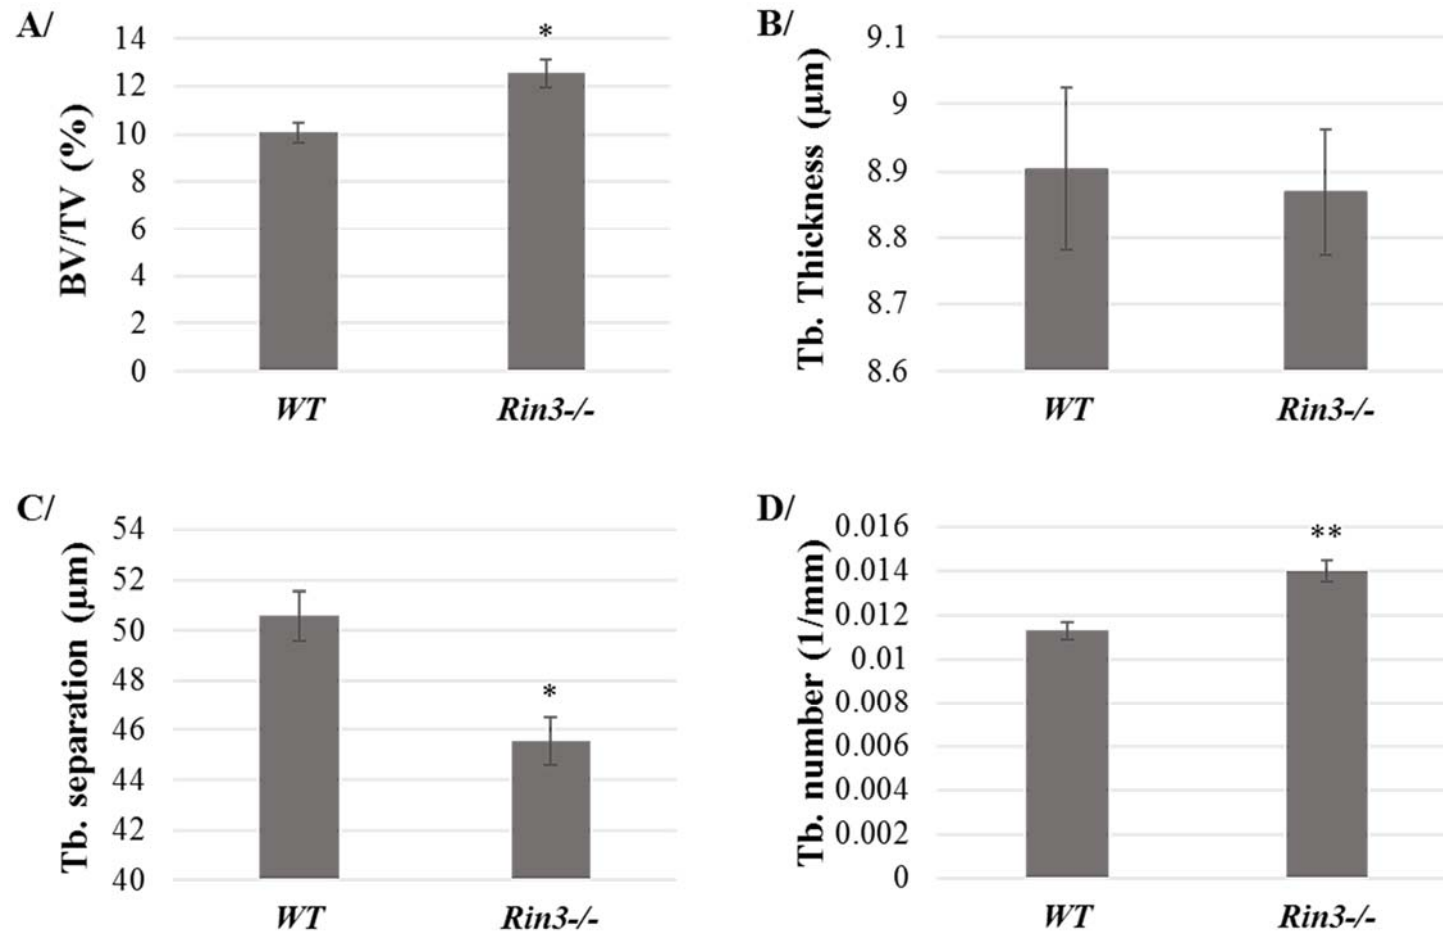 A/
BV/TV (%)
14
12
10
8
6
4
2
0
*
WT
Rin3-/-
B/
Tb. Thickness (µm)
9.1
9
8.9
8.8
8.7
8.6
WT
Rin3-/-
C/
Tb. separation (µm)
54
52
50
48
46
44
42
40
*
WT
Rin3-/-
D/
Tb. number (1/mm)
0.016
0.014
0.012
0.01
0.008
0.006
0.004
0.002
0
**
WT
Rin3-/-